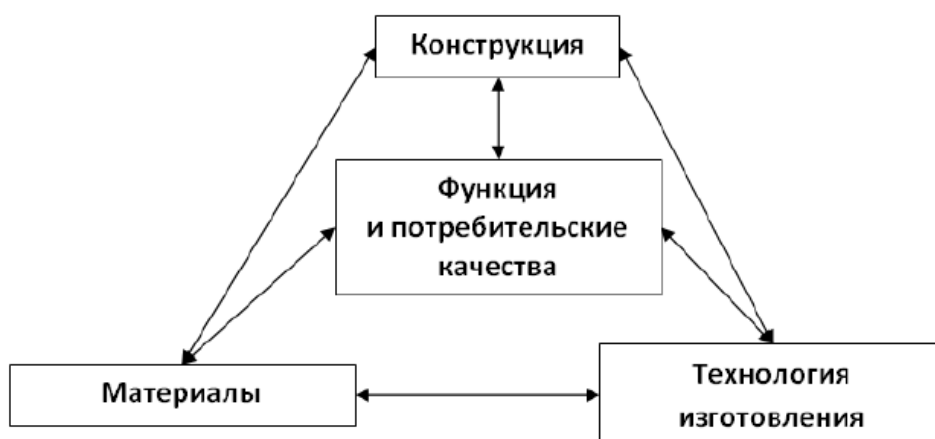 Конструкция
Функция
и потребительские
качества
Материалы
Технология
изготовления